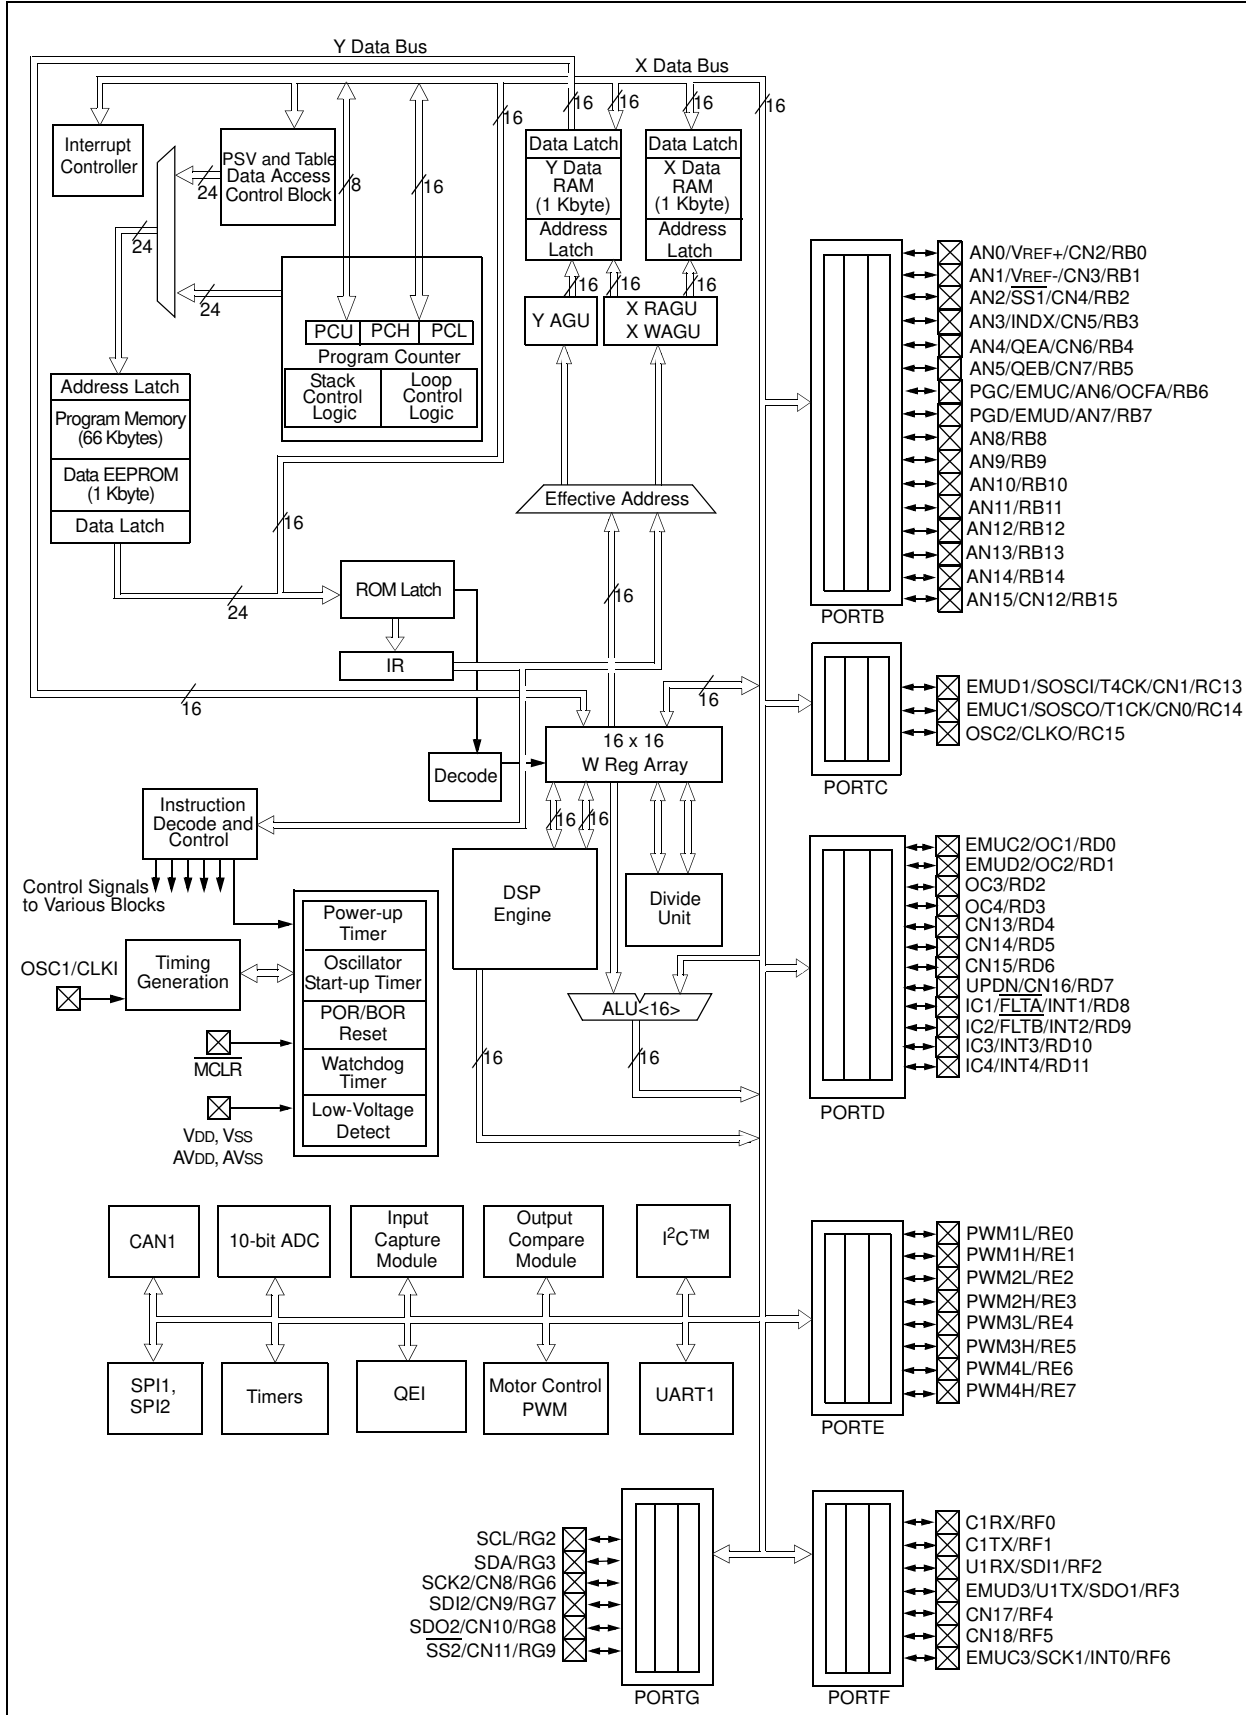 Y Data Bus
X Data Bus
16
16
16
16
16
16
Interrupt
Controller
PSV and Table
Data Access
Control Block
24
8
16
24
24
Data Latch
Y Data
RAM
(1 Kbyte)
Address
Latch
Data Latch
X Data
RAM
(1 Kbyte)
Address
Latch
16
16
16
Y AGU
X RAGU
X WAGU
PCU
PCH
PCL
Program Counter
Stack
Control
Logic
Loop
Control
Logic
Address Latch
Program Memory
(66 Kbytes)
Data EEPROM
(1 Kbyte)
Data Latch
16
24
Effective Address
16
ROM Latch
IR
16
16
16 x 16
W Reg Array
Decode
Instruction
Decode and
Control
Control Signals
to Various Blocks
16
16
DSP
Engine
Divide
Unit
Power-up
Timer
Oscillator
Start-up Timer
POR/BOR
Reset
Watchdog
Timer
Low-Voltage
Detect
OSC1/CLKI
Timing
Generation
MCLR
VDD, VSS
AVDD, AVSS
ALU<16>
16
16
CAN1
10-bit ADC
Input
Capture
Module
Output
Compare
Module
I²C™
SPI1,
SPI2
Timers
QEI
Motor Control
PWM
UART1
AN0/VREF+/CN2/RB0
AN1/VREF-/CN3/RB1
AN2/SS1/CN4/RB2
AN3/INDX/CN5/RB3
AN4/QEA/CN6/RB4
AN5/QEB/CN7/RB5
PGC/EMUC/AN6/OCFA/RB6
PGD/EMUD/AN7/RB7
AN8/RB8
AN9/RB9
AN10/RB10
AN11/RB11
AN12/RB12
AN13/RB13
AN14/RB14
AN15/CN12/RB15
PORTB
EMUD1/SOSCI/T4CK/CN1/RC13
EMUC1/SOSCO/T1CK/CN0/RC14
OSC2/CLKO/RC15
PORTC
EMUC2/OC1/RD0
EMUD2/OC2/RD1
OC3/RD2
OC4/RD3
CN13/RD4
CN14/RD5
CN15/RD6
UPDN/CN16/RD7
IC1/FLTA/INT1/RD8
IC2/FLTB/INT2/RD9
IC3/INT3/RD10
IC4/INT4/RD11
PORTD
PWM1L/RE0
PWM1H/RE1
PWM2L/RE2
PWM2H/RE3
PWM3L/RE4
PWM3H/RE5
PWM4L/RE6
PWM4H/RE7
PORTE
SCL/RG2
SDA/RG3
SCK2/CN8/RG6
SDI2/CN9/RG7
SDO2/CN10/RG8
SS2/CN11/RG9
PORTG
C1RX/RF0
C1TX/RF1
U1RX/SDI1/RF2
EMUD3/U1TX/SDO1/RF3
CN17/RF4
CN18/RF5
EMUC3/SCK1/INT0/RF6
PORTF